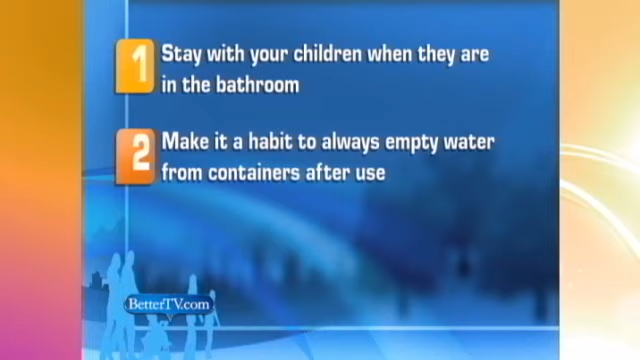 1
Stay with your children when they are
in the bathroom
2
Make it a habit to always empty water
from containers after use
BetterTV.com